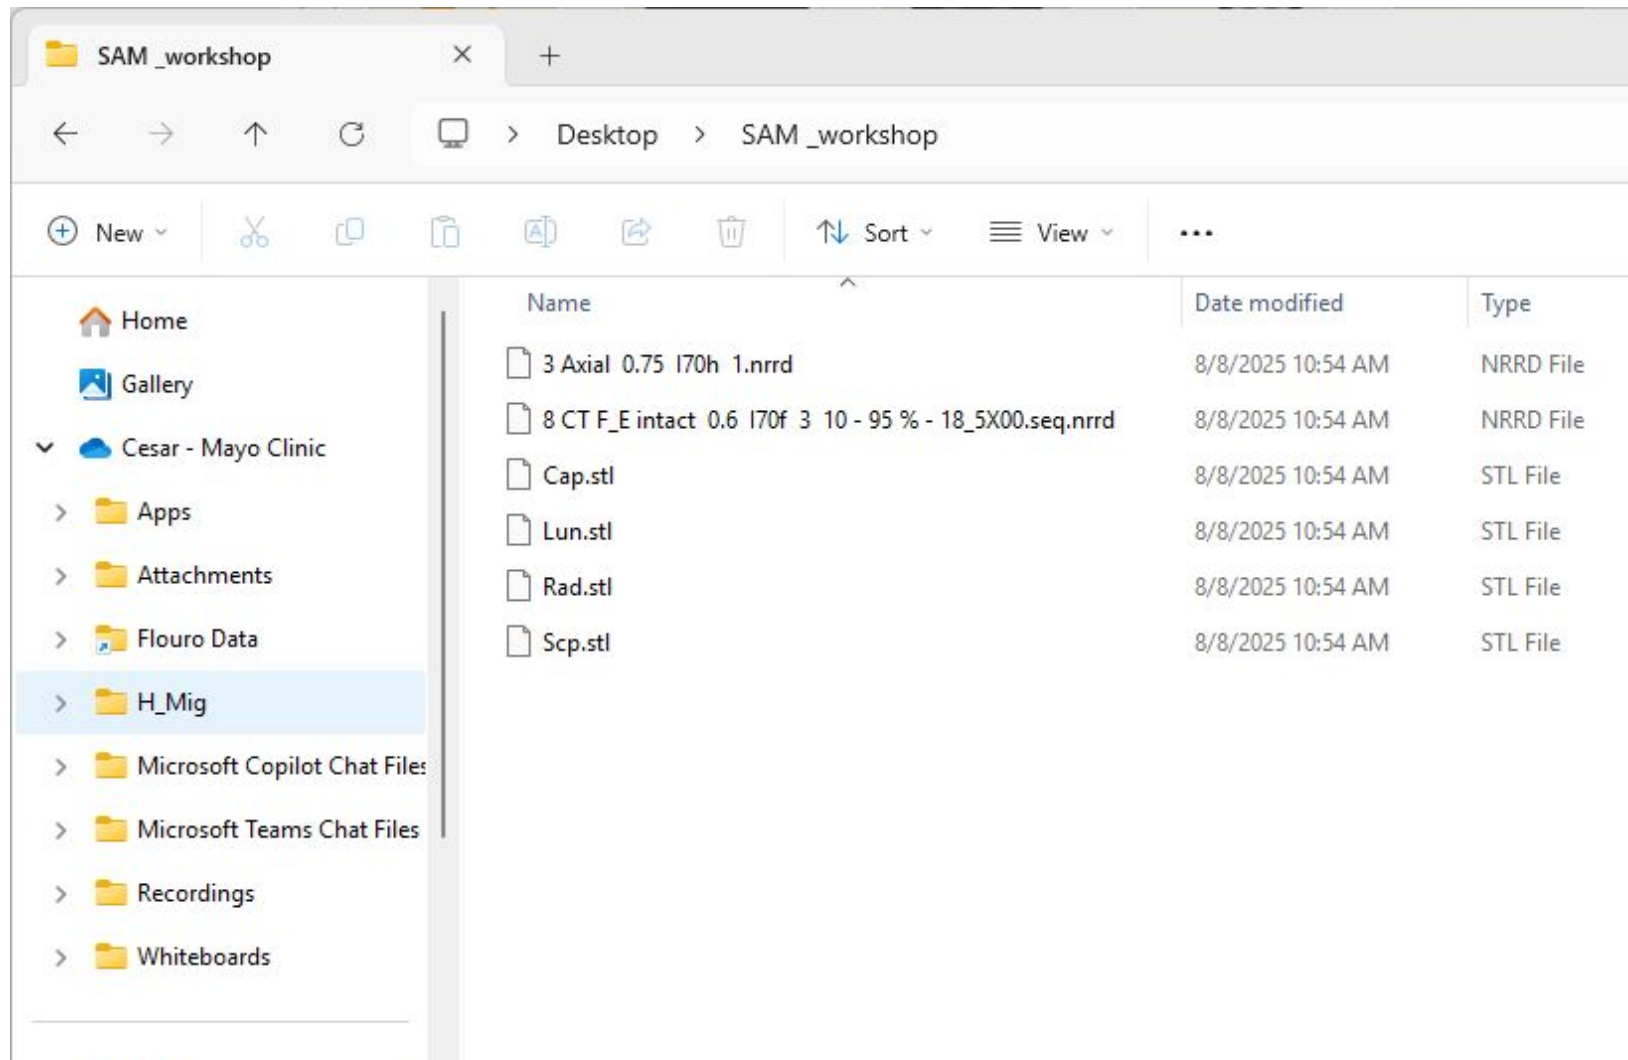 SAM _workshop
Desktop > SAM _workshop
New Sort View
Name Date modified Type
Home
Gallery
Cesar - Mayo Clinic
Apps
Attachments
Flouro Data
H_Mig
Microsoft Copilot Chat Files
Microsoft Teams Chat Files
Recordings
Whiteboards
3 Axial  0.75  I70h  1.nrrd 8/8/2025 10:54 AM NRRD File
8 CT F_E intact  0.6  I70f  3  10 - 95 % - 18_5X00.seq.nrrd 8/8/2025 10:54 AM NRRD File
Cap.stl 8/8/2025 10:54 AM STL File
Lun.stl 8/8/2025 10:54 AM STL File
Rad.stl 8/8/2025 10:54 AM STL File
Scp.stl 8/8/2025 10:54 AM STL File